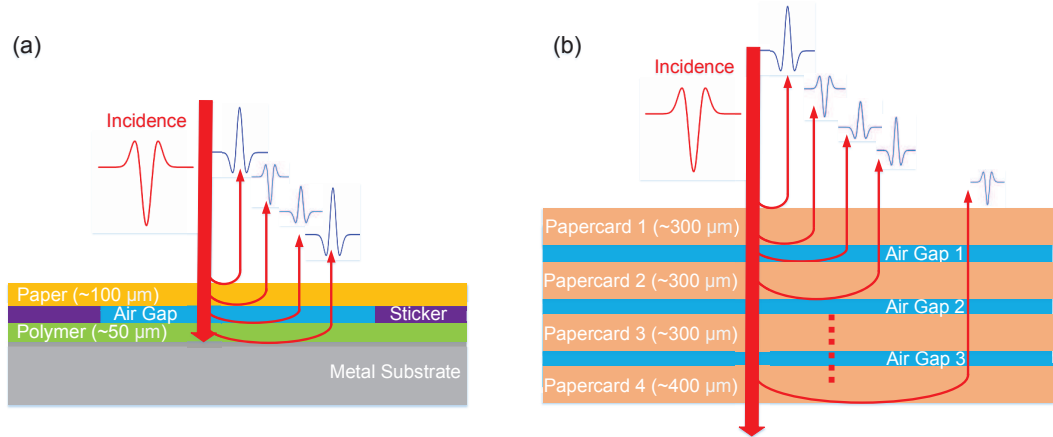 (a)
Incidence
Paper (~100 µm)
Air Gap
Sticker
Polymer (~50 µm)
Metal Substrate
(b)
Incidence
Papercard 1 (~300 µm)
Air Gap 1
Papercard 2 (~300 µm)
Air Gap 2
Papercard 3 (~300 µm)
Air Gap 3
Papercard 4 (~400 µm)